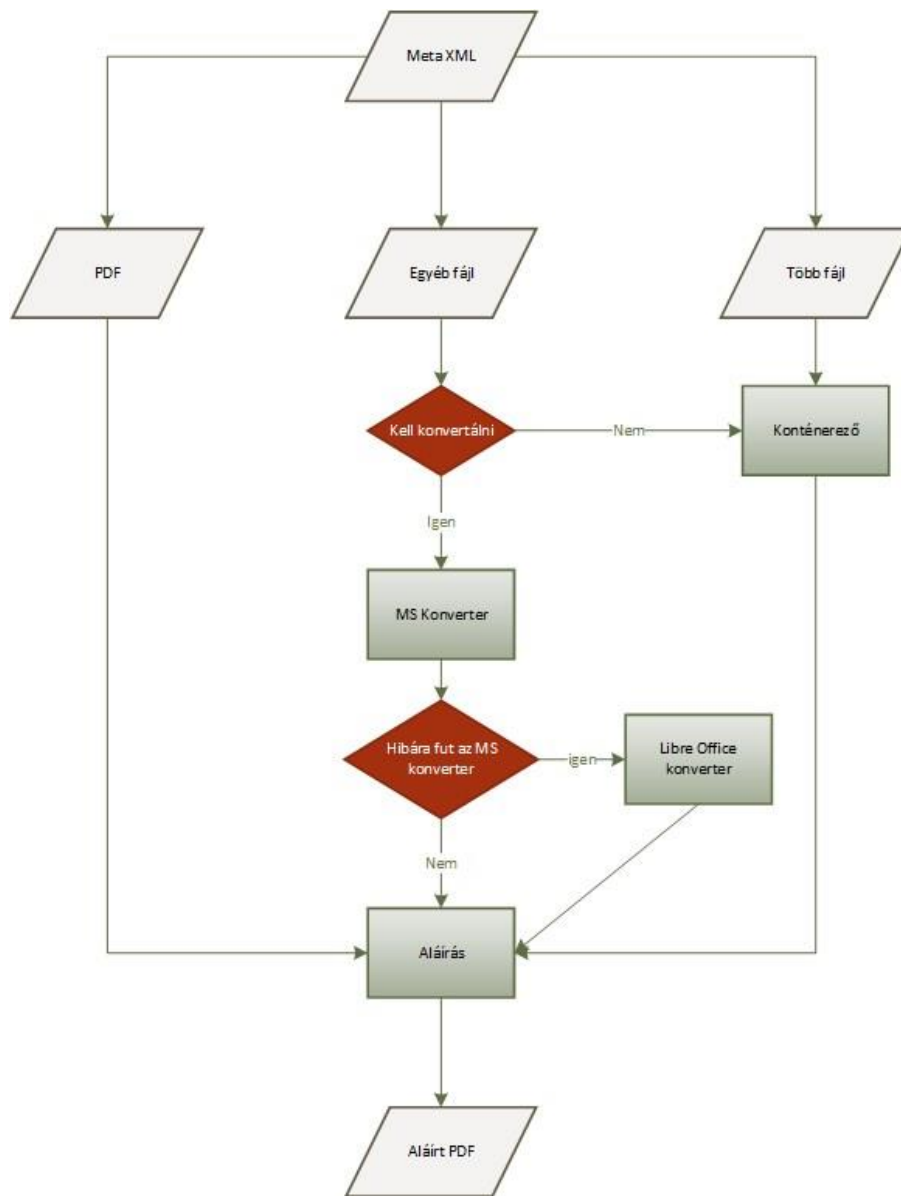 Meta XML
PDF
Egyéb fájl
Több fájl
Kell konvertálni
Nem
Konténerező
Igen
MS Konverter
Hibára fut az MS
konverter
igen
Libre Office
konverter
Nem
Aláírás
Aláírt PDF